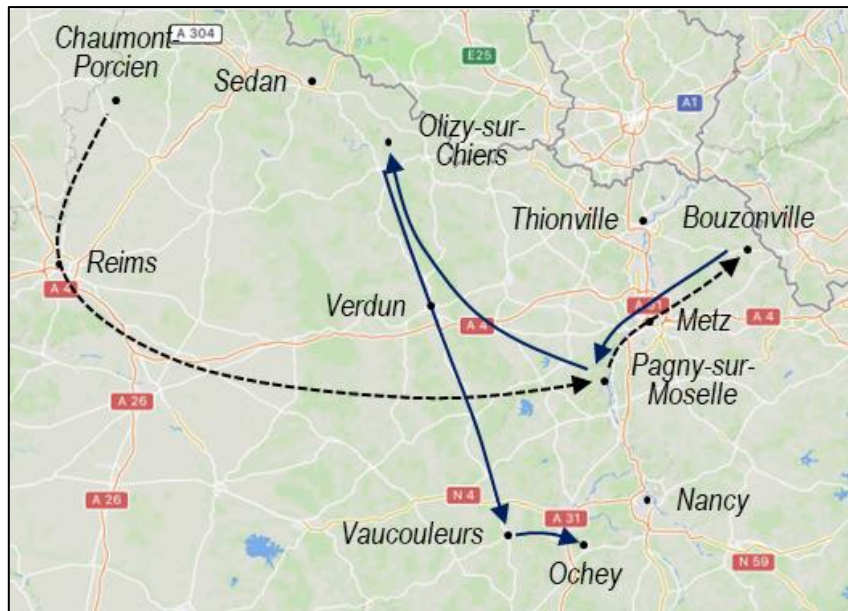 Chaumont-
Porcien
A 304
E25
Sedan
A1
Olizy-sur-
Chiers
Thionville
Bouzonville
Reims
A 4
Verdun
A 4
Metz
A 4
Pagny-sur-
Moselle
A 26
A 26
N 4
Vaucouleurs
A 31
Nancy
Ochey
N 59